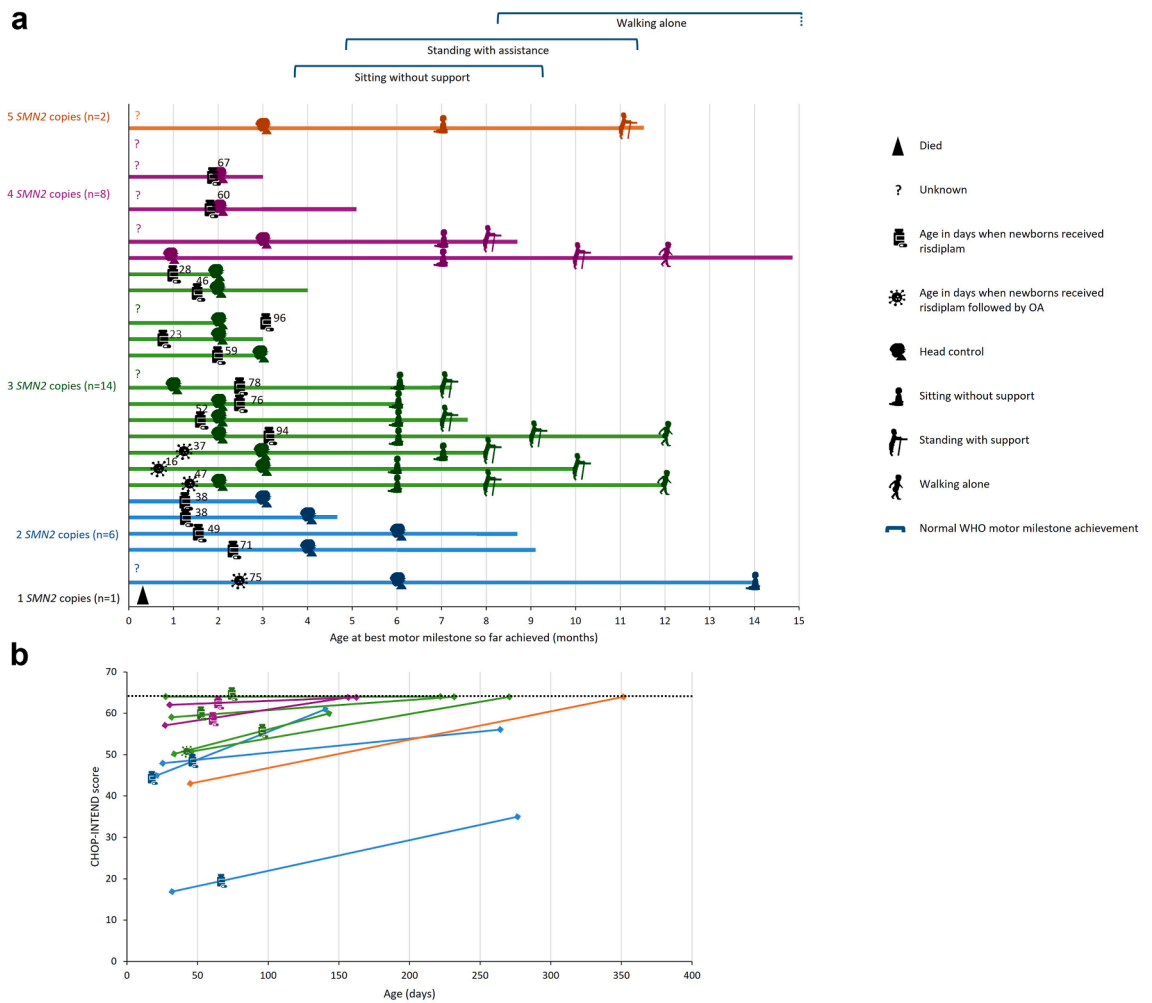 a
Walking alone
Standing with assistance
Sitting without support
5 SMN2 copies (n=2)
?
?
?
67
4 SMN2 copies (n=8)
?
60
?
28
46
?
96
23
59
?
3 SMN2 copies (n=14)
78
76
52
94
37
16
47
38
38
2 SMN2 copies (n=6)
49
71
?
75
1 SMN2 copies (n=1)
0 1 2 3 4 5 6 7 8 9 10 11 12 13 14 15
Age at best motor milestone so far achieved (months)
Died
? Unknown
Age in days when newborns received
risdiplam
Age in days when newborns received
risdiplam followed by OA
Head control
Sitting without support
Standing with support
Walking alone
Normal WHO motor milestone achievement
b
70
60
50
40
30
20
10
0
CHOP-INTEND score
0 50 100 150 200 250 300 350 400
Age (days)